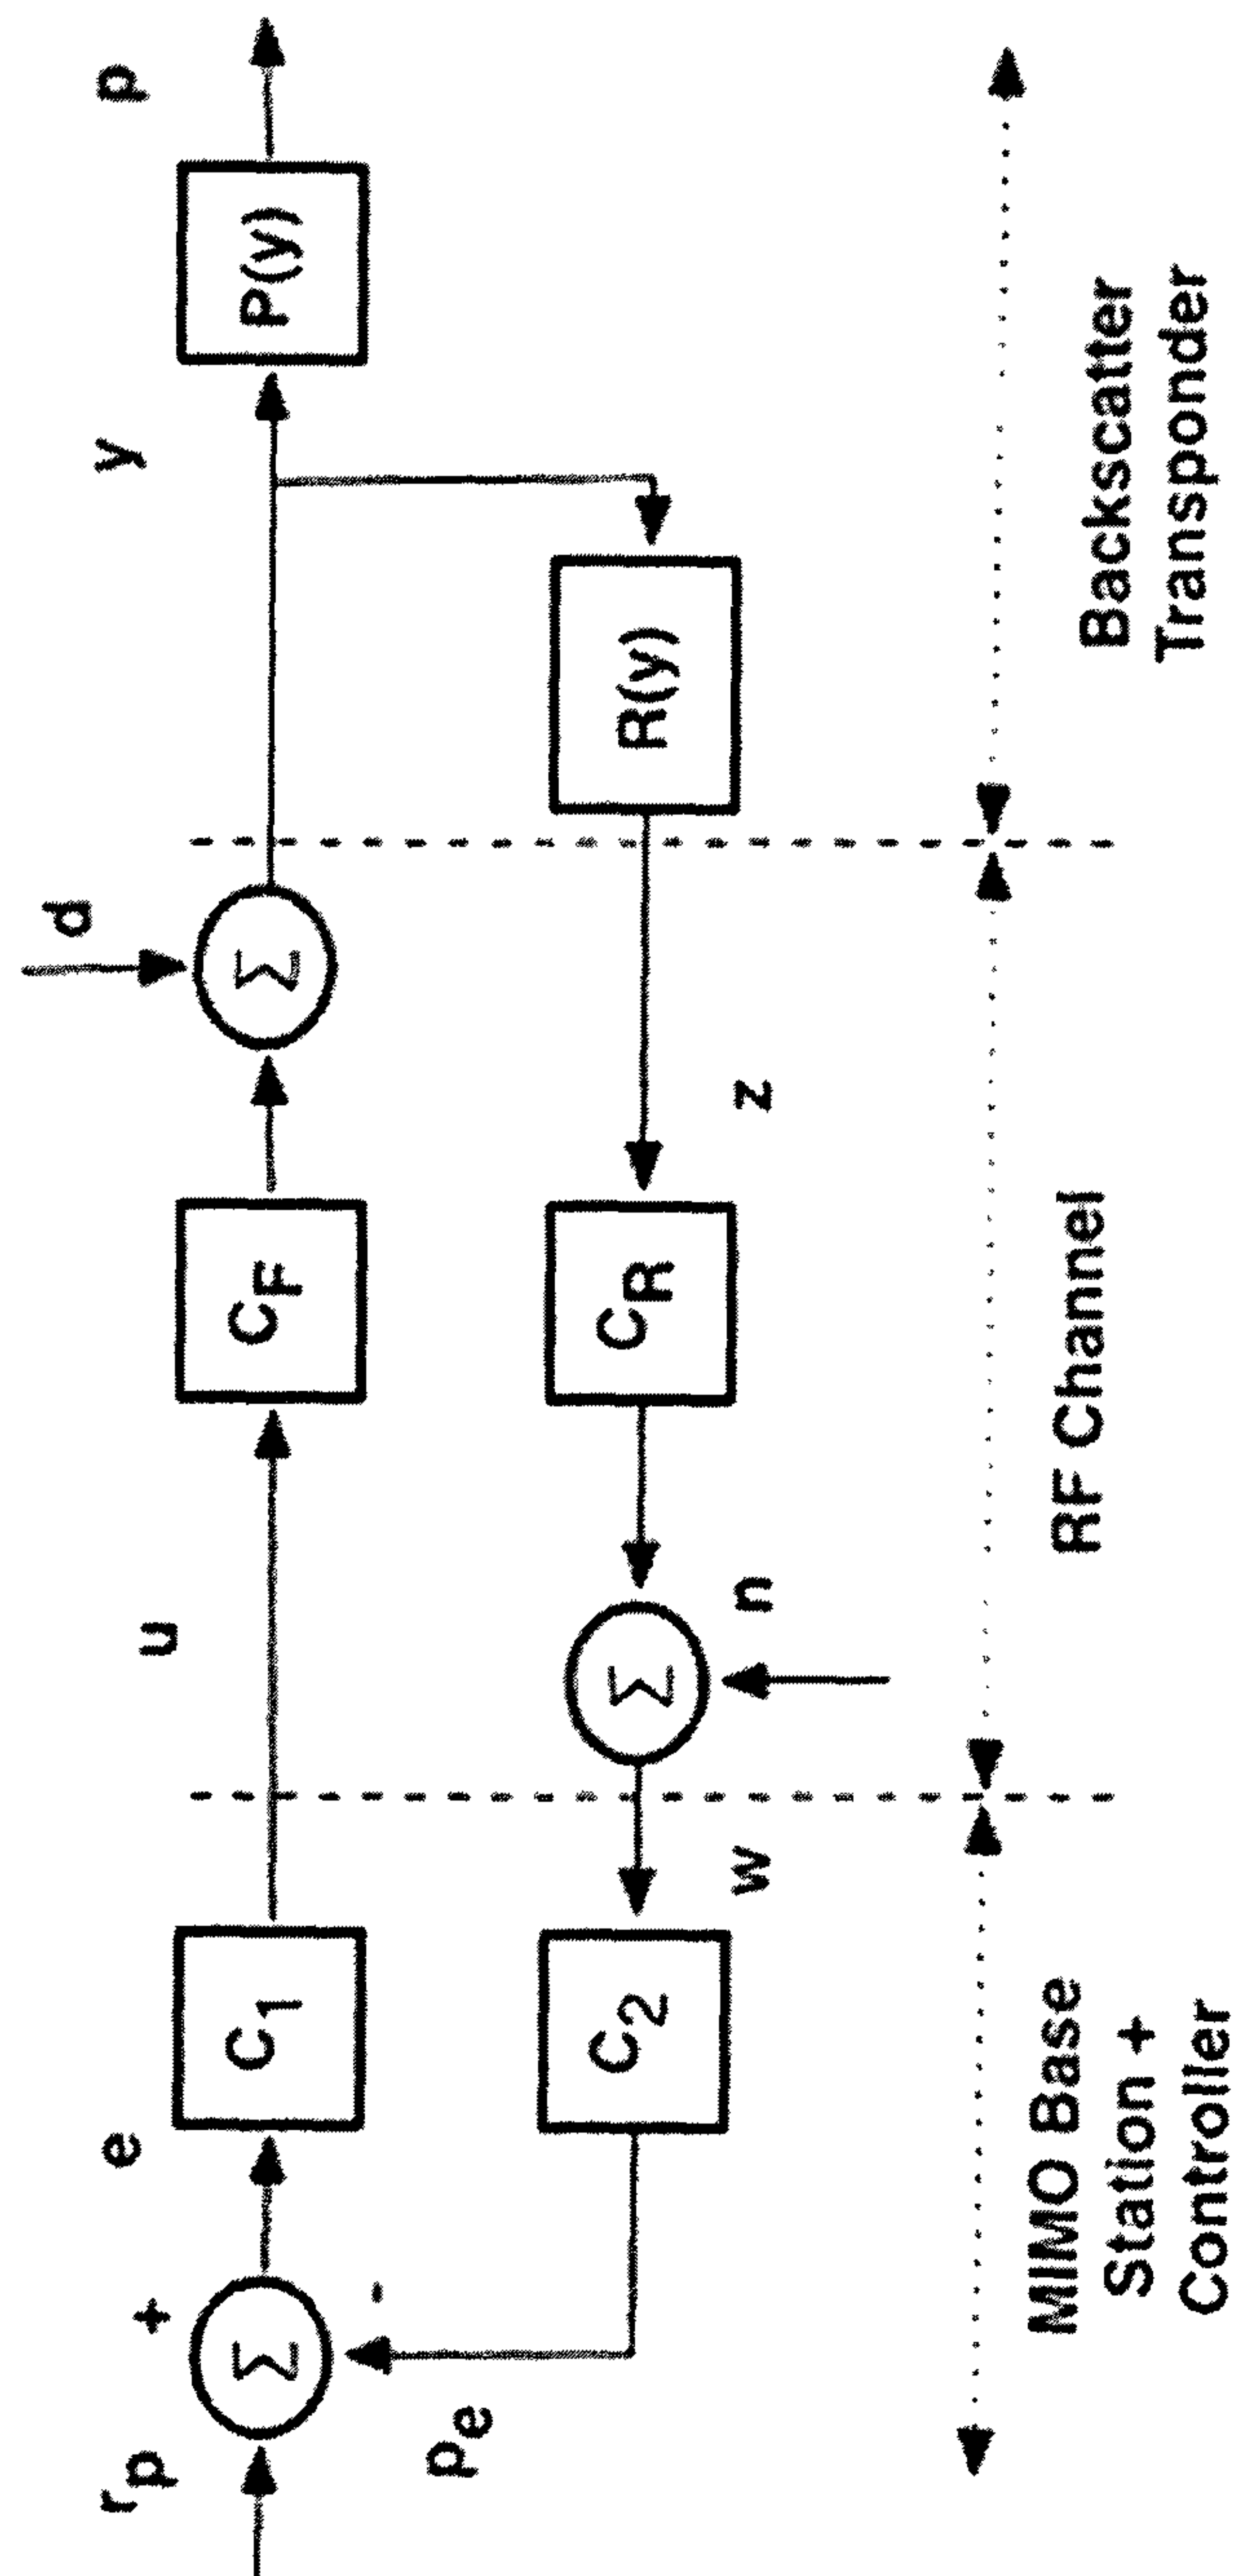 d
r_p
+
e
u
y
p
Σ
C_1
C_F
Σ
P(y)
-
p_e
C_2
Σ
C_R
R(y)
w
n
z
MIMO Base
Station +
Controller
RF Channel
Backscatter
Transponder